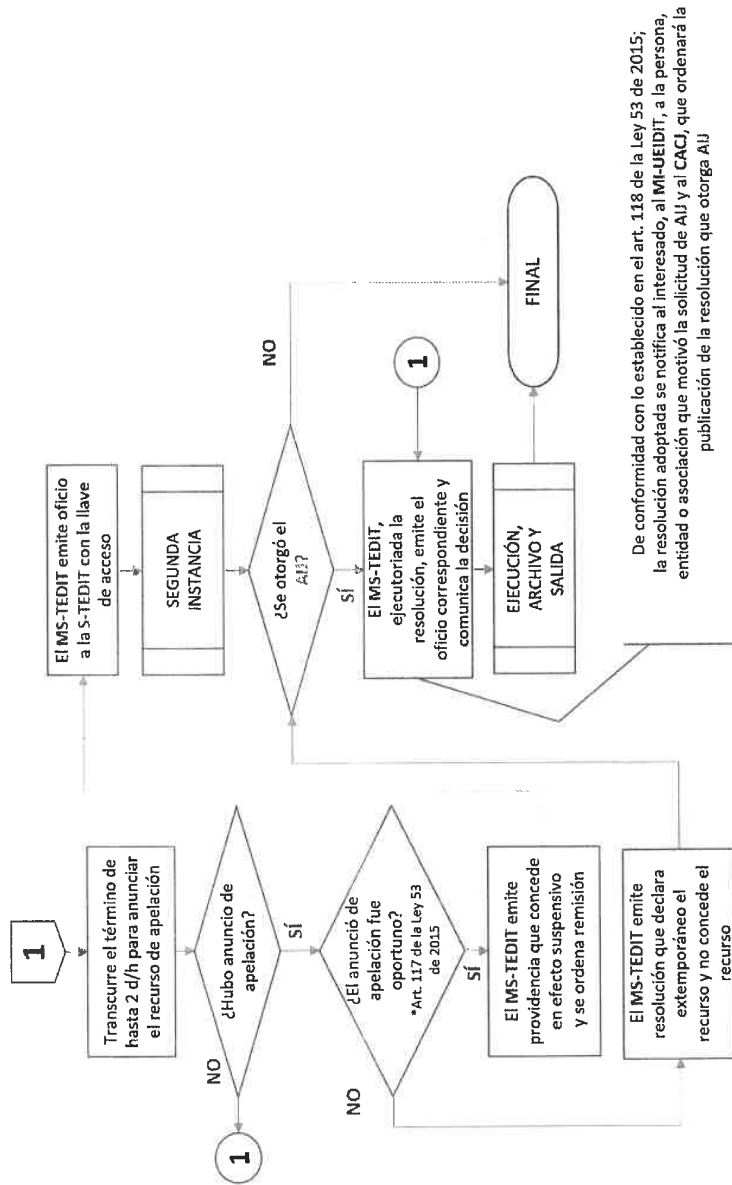 1
Transcurre el término de
hasta 2 d/h para anunciar
el recurso de apelación
¿Hubo anuncio de
apelación?
NO
1
SÍ
¿El anunció de
apelación fue
oportuno?
*Art. 117 de la Ley 53
de 2015
NO
SÍ
El MS-TEDIT emite
providencia que concede
en efecto suspensivo
y se ordena remisión
El MS-TEDIT emite
resolución que declara
extemporáneo el
recurso y no concede el
recurso
El MS-TEDIT emite oficio
a la S-TEDIT con la llave
de acceso
SEGUNDA
INSTANCIA
¿Se otorgó el
AIJ?
NO
SÍ
El MS-TEDIT,
ejecutoriada la
resolución, emite el
oficio correspondiente y
comunica la decisión
1
EJECUCIÓN,
ARCHIVO Y
SALIDA
FINAL
De conformidad con lo establecido en el art. 118 de la Ley 53 de 2015;
la resolución adoptada se notifica al interesado, al MI-UEIDIT, a la persona,
entidad o asociación que motivó la solicitud de AIJ y al CACJ, que ordenará la
publicación de la resolución que otorga AIJ